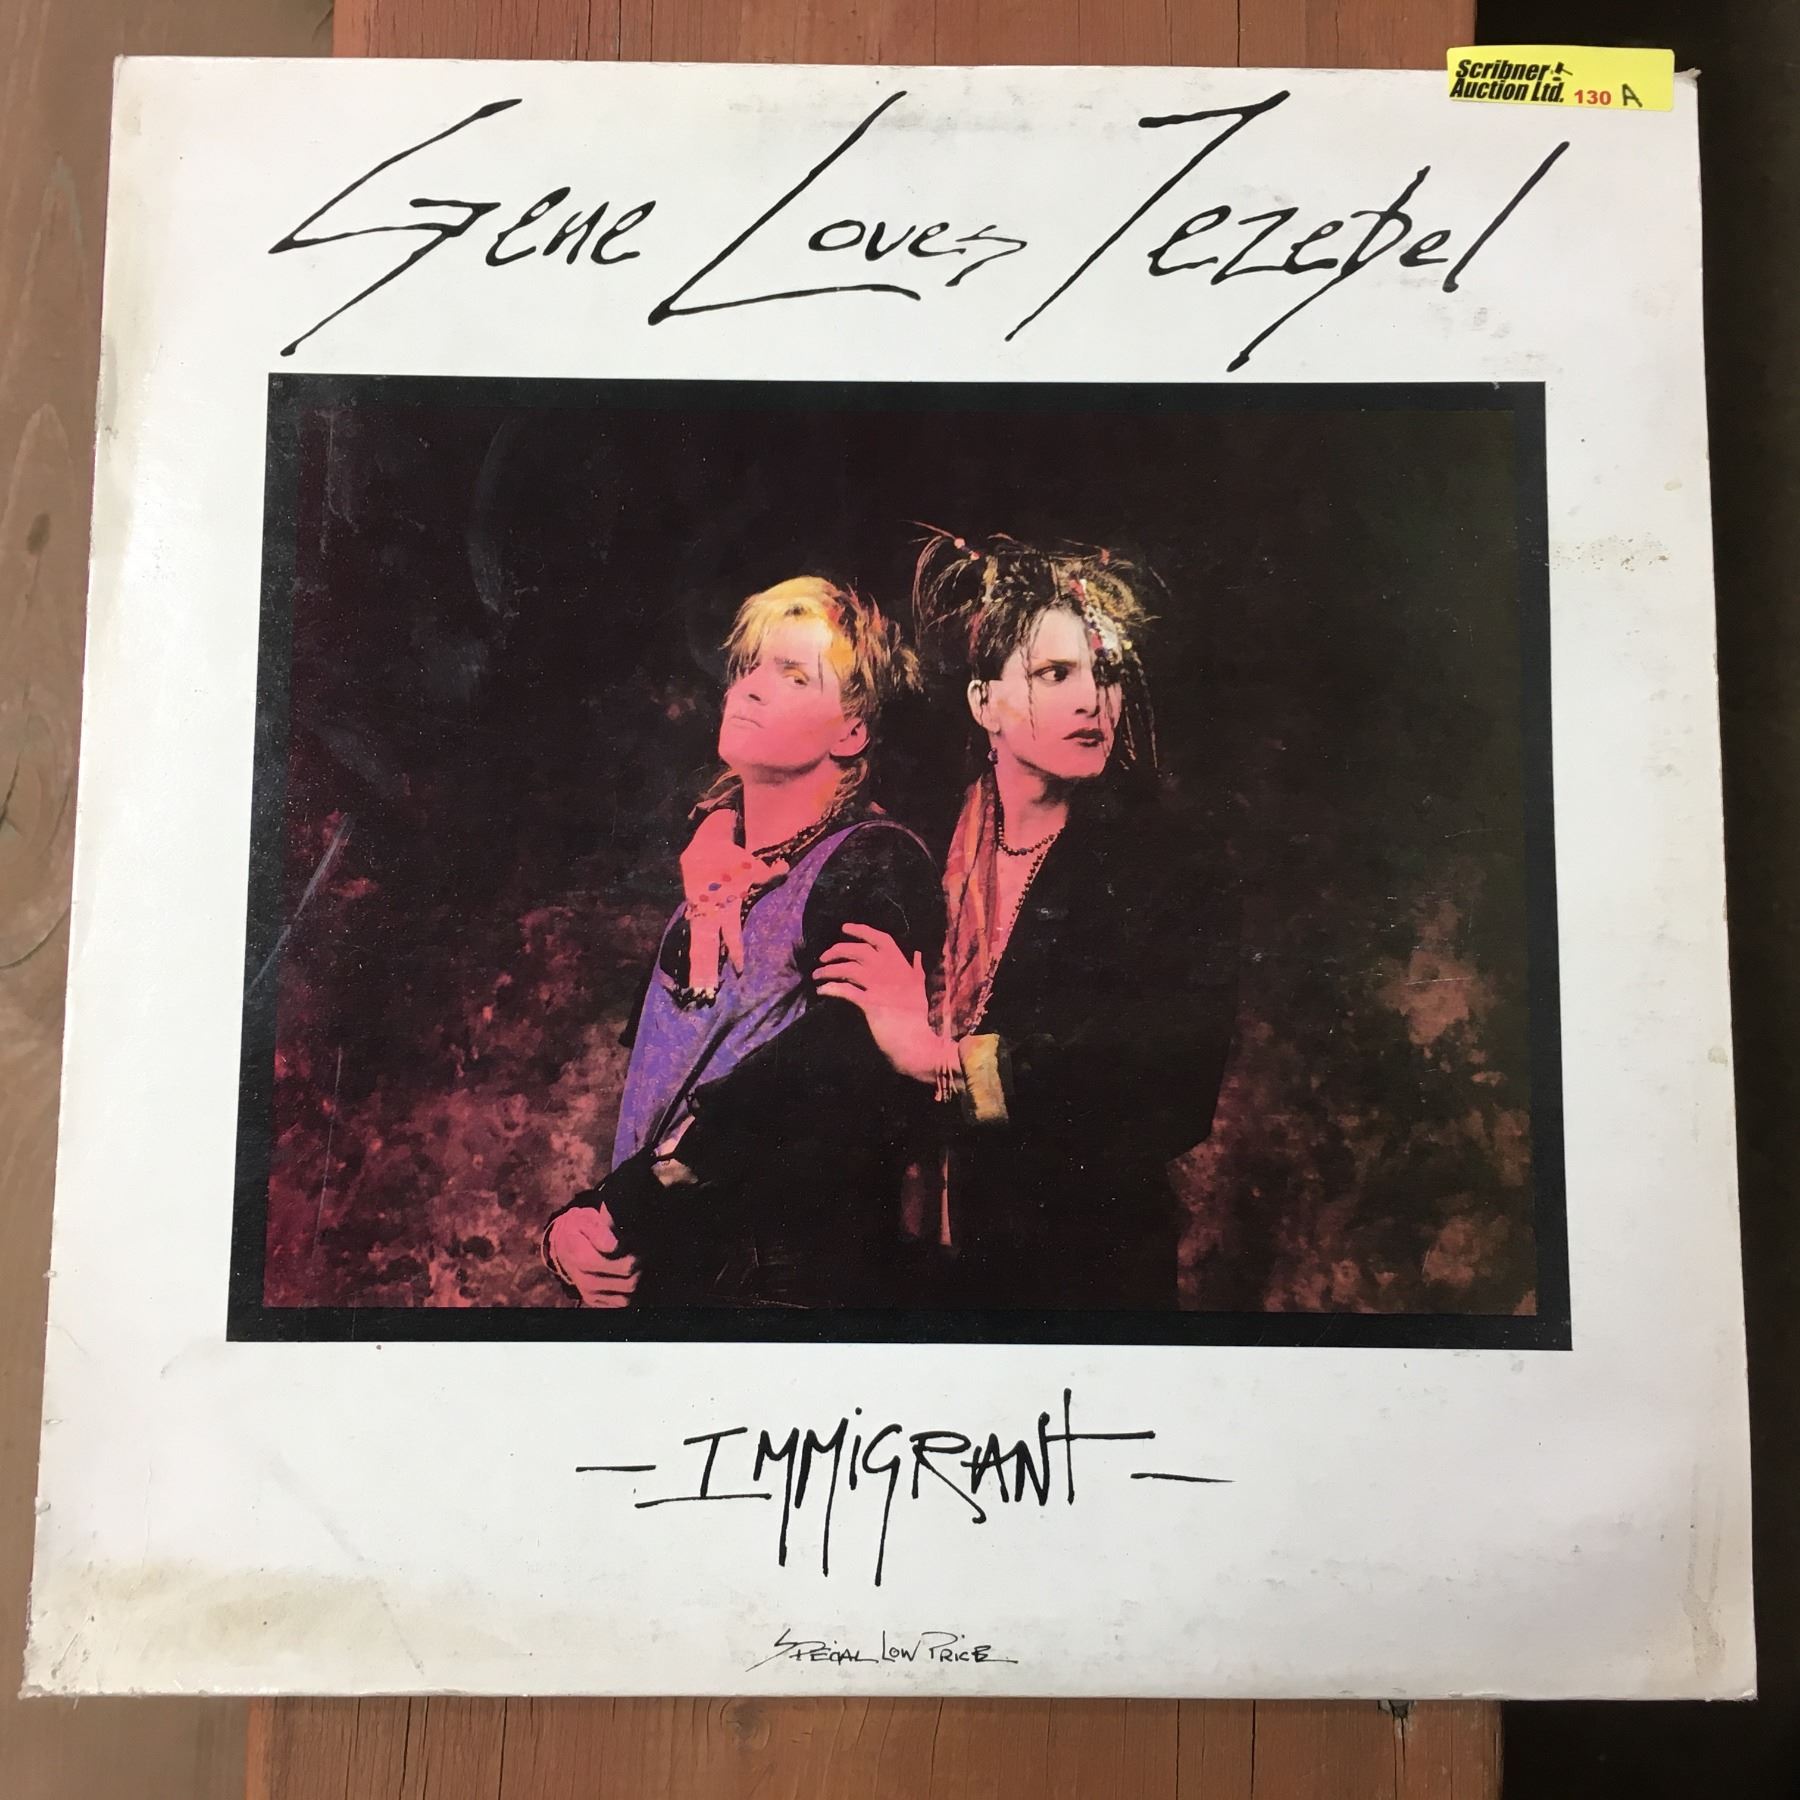 Scribner
Auction Ltd. 130 A
Gene Loves Jezebel
- IMMiGRANt -
SPECIAL LOW PRICE